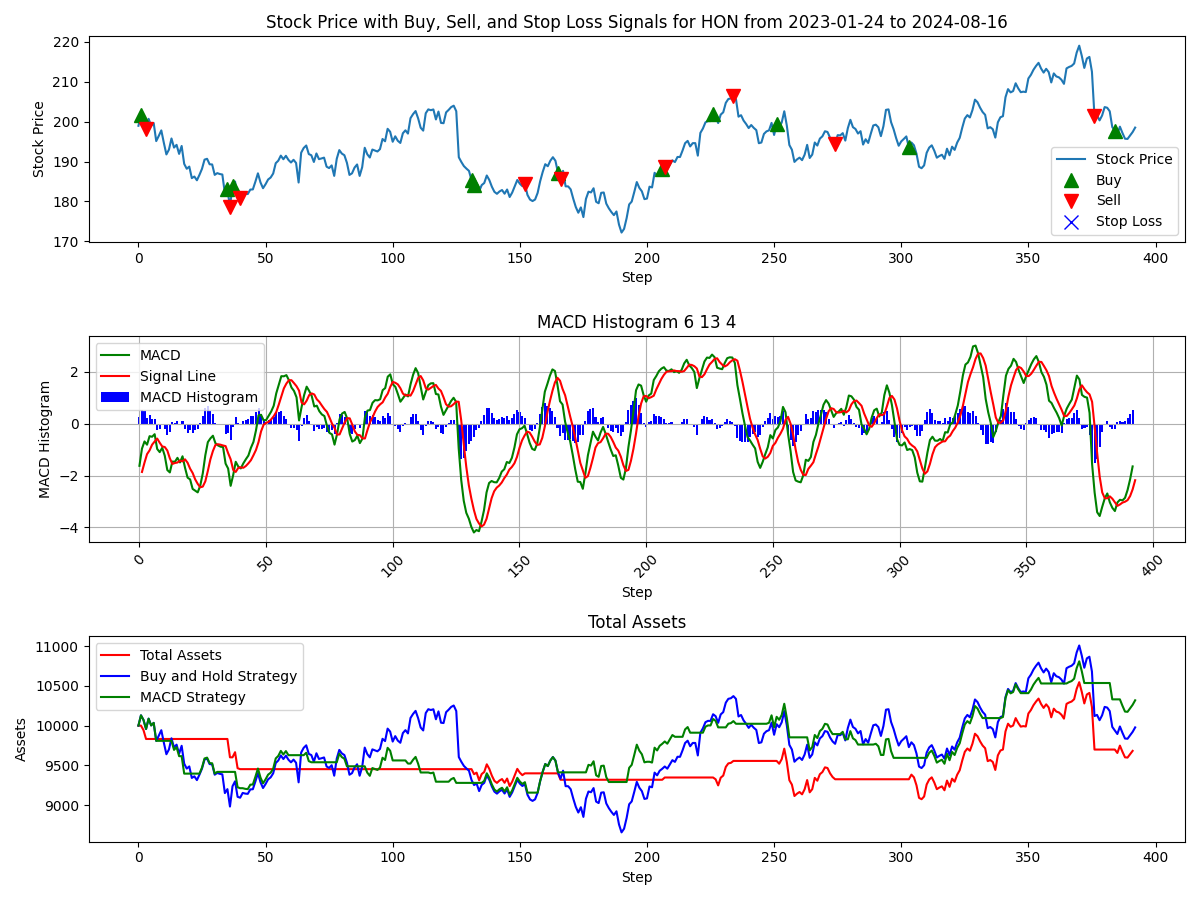 Stock Price with Buy, Sell, and Stop Loss Signals for HON from 2023-01-24 to 2024-08-16
220
210
200
190
180
170
Stock Price
Stock Price
Buy
Sell
Stop Loss
0 50 100 150 200 250 300 350 400
Step
MACD Histogram 6 13 4
2
0
−2
−4
MACD Histogram
MACD
Signal Line
MACD Histogram
0 50 100 150 200 250 300 350 400
Step
Total Assets
11000
10500
10000
9500
9000
Assets
Total Assets
Buy and Hold Strategy
MACD Strategy
0 50 100 150 200 250 300 350 400
Step